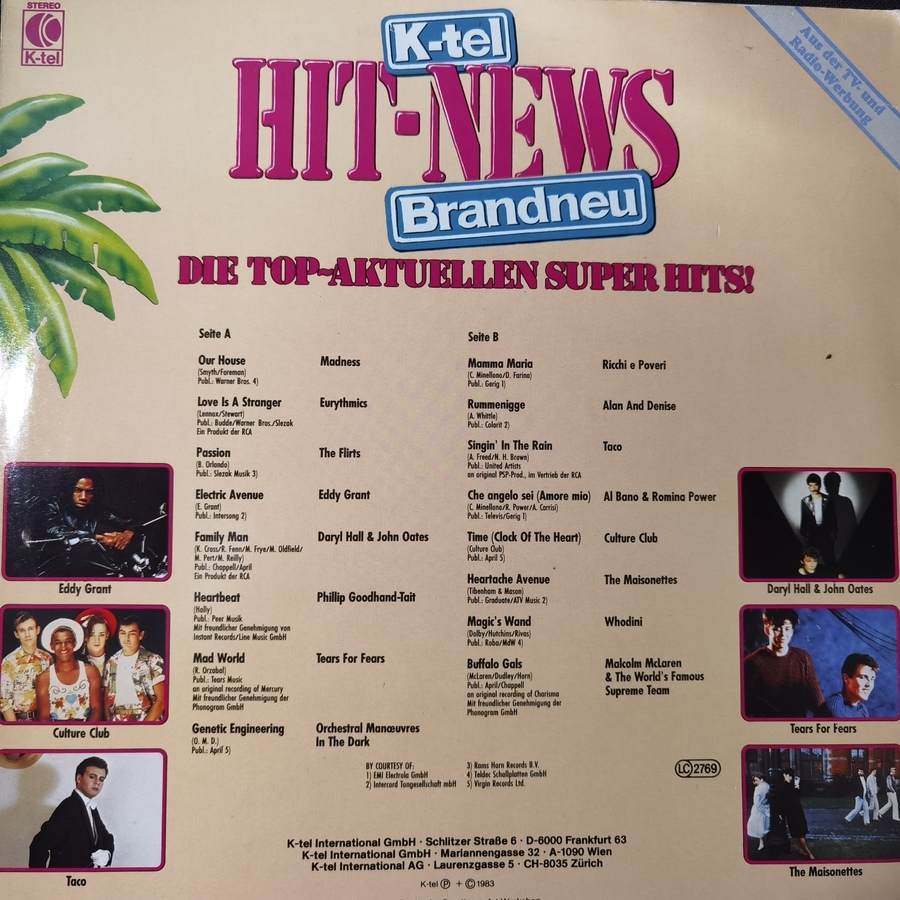 STEREO
K-tel
K-tel
HIT-NEWS
Brandneu
Aus der TV- und
Radio-Werbung
DIE TOP-AKTUELLEN SUPER HITS!
Seite A
Our House Madness
(Smyth/Foreman)
Publ.: Warner Bros. 4)
Love Is A Stranger Eurythmics
(Lennox/Stewart)
Publ.: Budde/Warner Bros./Slezak
Ein Produkt der RCA
Passion The Flirts
(B. Orlando)
Publ.: Slezak Musik 3)
Electric Avenue Eddy Grant
(E. Grant)
Publ.: Intersong 2)
Family Man Daryl Hall & John Oates
(K. Cross/R. Fenn/M. Frye/M. Oldfield/
M. Pert/M. Reilly)
Publ.: Chappell/April
Ein Produkt der RCA
Heartbeat Phillip Goodhand-Tait
(Holly)
Publ.: Peer Musik
Mit freundlicher Genehmigung von
Instant Records/Line Music GmbH
Mad World Tears For Fears
(R. Orzabal)
Publ.: Tears Music
an original recording of Mercury
Mit freundlicher Genehmigung der
Phonogram GmbH
Genetic Engineering Orchestral Manœuvres
In The Dark
(O. M. D.)
Publ.: April 5)
Seite B
Mamma Maria Ricchi e Poveri
(C. Minellono/D. Farina)
Publ.: Gerig 1)
Rummenigge Alan And Denise
(A. Whittle)
Publ.: Colorit 2)
Singin' In The Rain Taco
(A. Freed/N. H. Brown)
Publ.: United Artists
an original PSP-Prod., im Vertrieb der RCA
Che angelo sei (Amore mio) Al Bano & Romina Power
(C. Minellono/R. Power/A. Carrisi)
Publ.: Televis/Gerig 1)
Time (Clock Of The Heart) Culture Club
(Culture Club)
Publ.: April 5)
Heartache Avenue The Maisonettes
(Tibenham & Mason)
Publ.: Graduate/ATV Music 2)
Magic's Wand Whodini
(Dolby/Hutchins/Rivas)
Publ.: Roba/MdW 4)
Buffalo Gals Malcolm McLaren
& The World's Famous
Supreme Team
(McLaren/Dudley/Horn)
Publ.: April/Chappell
an original recording of Charisma
Mit freundlicher Genehmigung der
Phonogram GmbH
Eddy Grant
Culture Club
Taco
Daryl Hall & John Oates
Tears For Fears
The Maisonettes
BY COURTESY OF:
1) EMI Electrola GmbH
2) Intercord Tongesellschaft mbH
3) Rams Horn Records B.V.
4) Teldec Schallplatten GmbH
5) Virgin Records Ltd.
LC 2769
K-tel International GmbH · Schlitzer Straße 6 · D-6000 Frankfurt 63
K-tel International GmbH · Mariannengasse 32 · A-1090 Wien
K-tel International AG · Laurenzgasse 5 · CH-8035 Zürich
K-tel Ⓟ + © 1983